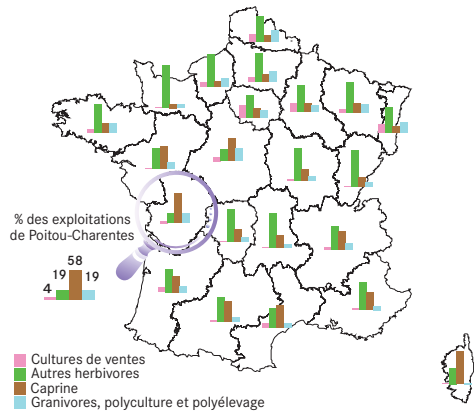 % des exploitations
de Poitou-Charentes
58
19 19
4
Cultures de ventes
Autres herbivores
Caprine
Granivores, polyculture et polyélevage